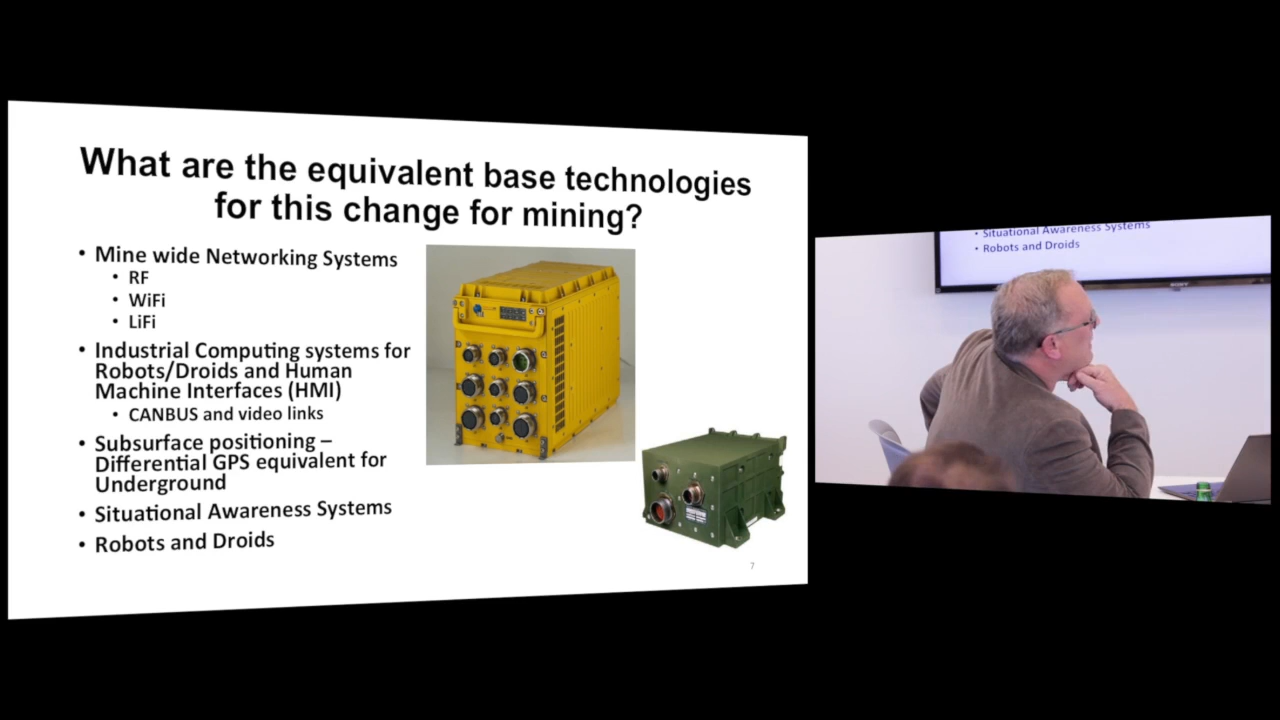 What are the equivalent base technologies
for this change for mining?
• Mine wide Networking Systems
• RF
• WiFi
• LiFi
• Industrial Computing systems for
Robots/Droids and Human
Machine Interfaces (HMI)
• CANBUS and video links
• Subsurface positioning –
Differential GPS equivalent for
Underground
• Situational Awareness Systems
• Robots and Droids
7
• Situational Awareness Systems
• Robots and Droids
SONY